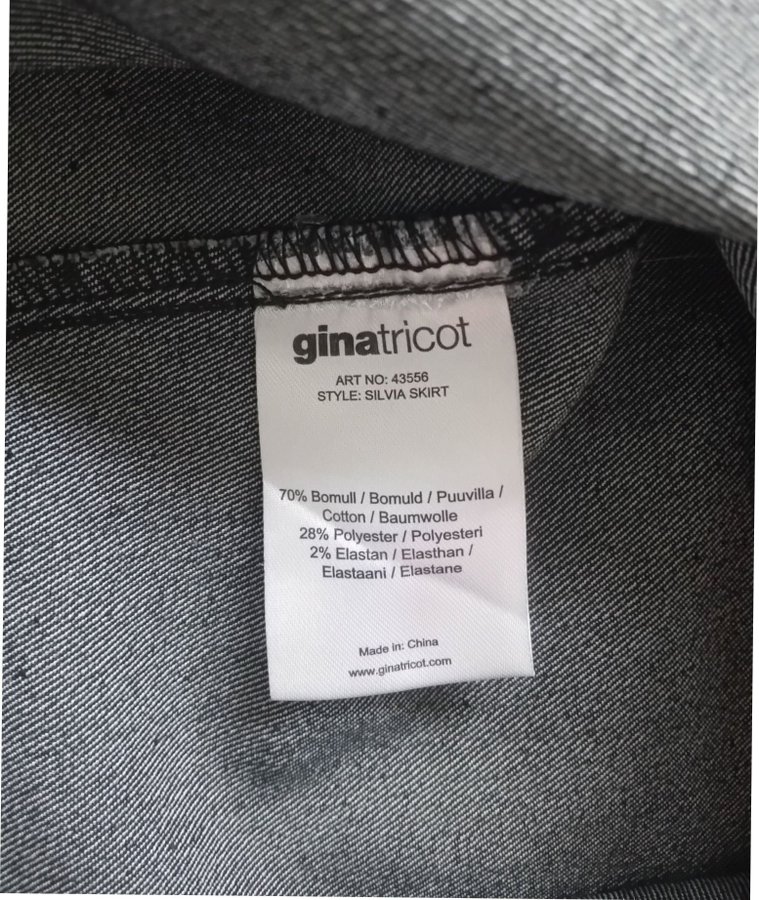 ginatricot
ART NO: 43556
STYLE: SILVIA SKIRT
70% Bomull / Bomuld / Puuvilla /
Cotton / Baumwolle
28% Polyester / Polyesteri
2% Elastan / Elasthan /
Elastaani / Elastane
Made in: China
www.ginatricot.com